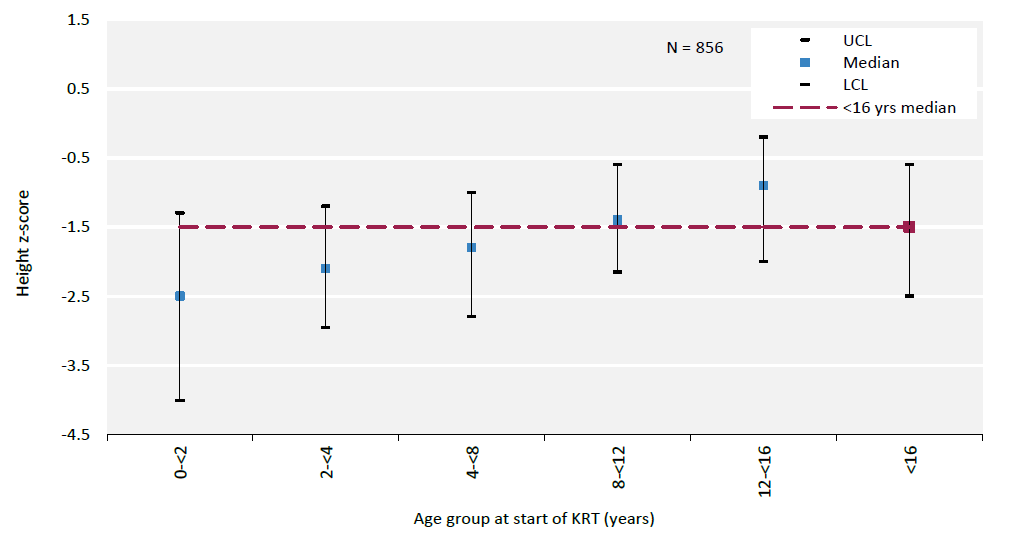 1.5
0.5
-0.5
-1.5
-2.5
-3.5
-4.5
Height z-score
N = 856
UCL
Median
LCL
<16 yrs median
0-<2
2-<4
4-<8
8-<12
12-<16
<16
Age group at start of KRT (years)